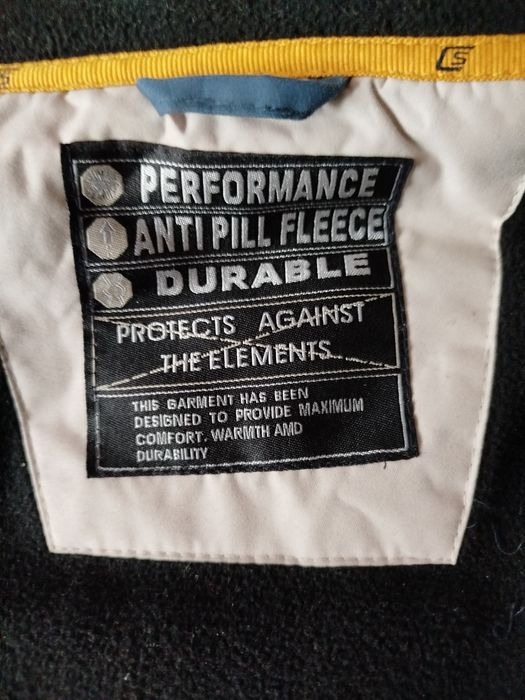 CS
PERFORMANCE
ANTI PILL FLEECE
DURABLE
PROTECTS AGAINST
THE ELEMENTS
THIS GARMENT HAS BEEN
DESIGNED TO PROVIDE MAXIMUM
COMFORT. WARMTH AMD
DURABILITY